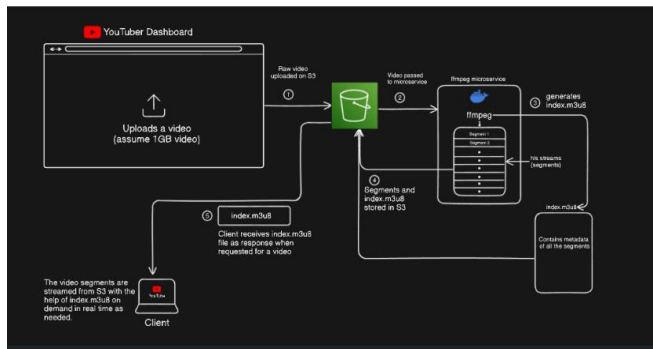 YouTuber Dashboard
Uploads a video
(assume 1GB video)
Raw video
uploaded on S3
1
Video passed
to microservice
2
ffmpeg microservice
ffmpeg
Segment 1
Segment 2
3
generates
index.m3u8
hls streams
(segments)
index.m3u8
Contains metadata
of all the segments
4
Segments and
index.m3u8
stored in S3
5
index.m3u8
Client receives index.m3u8
file as response when
requested for a video
The video segments are
streamed from S3 with the
help of index.m3u8 on
demand in real time as
needed.
YouTube
Client